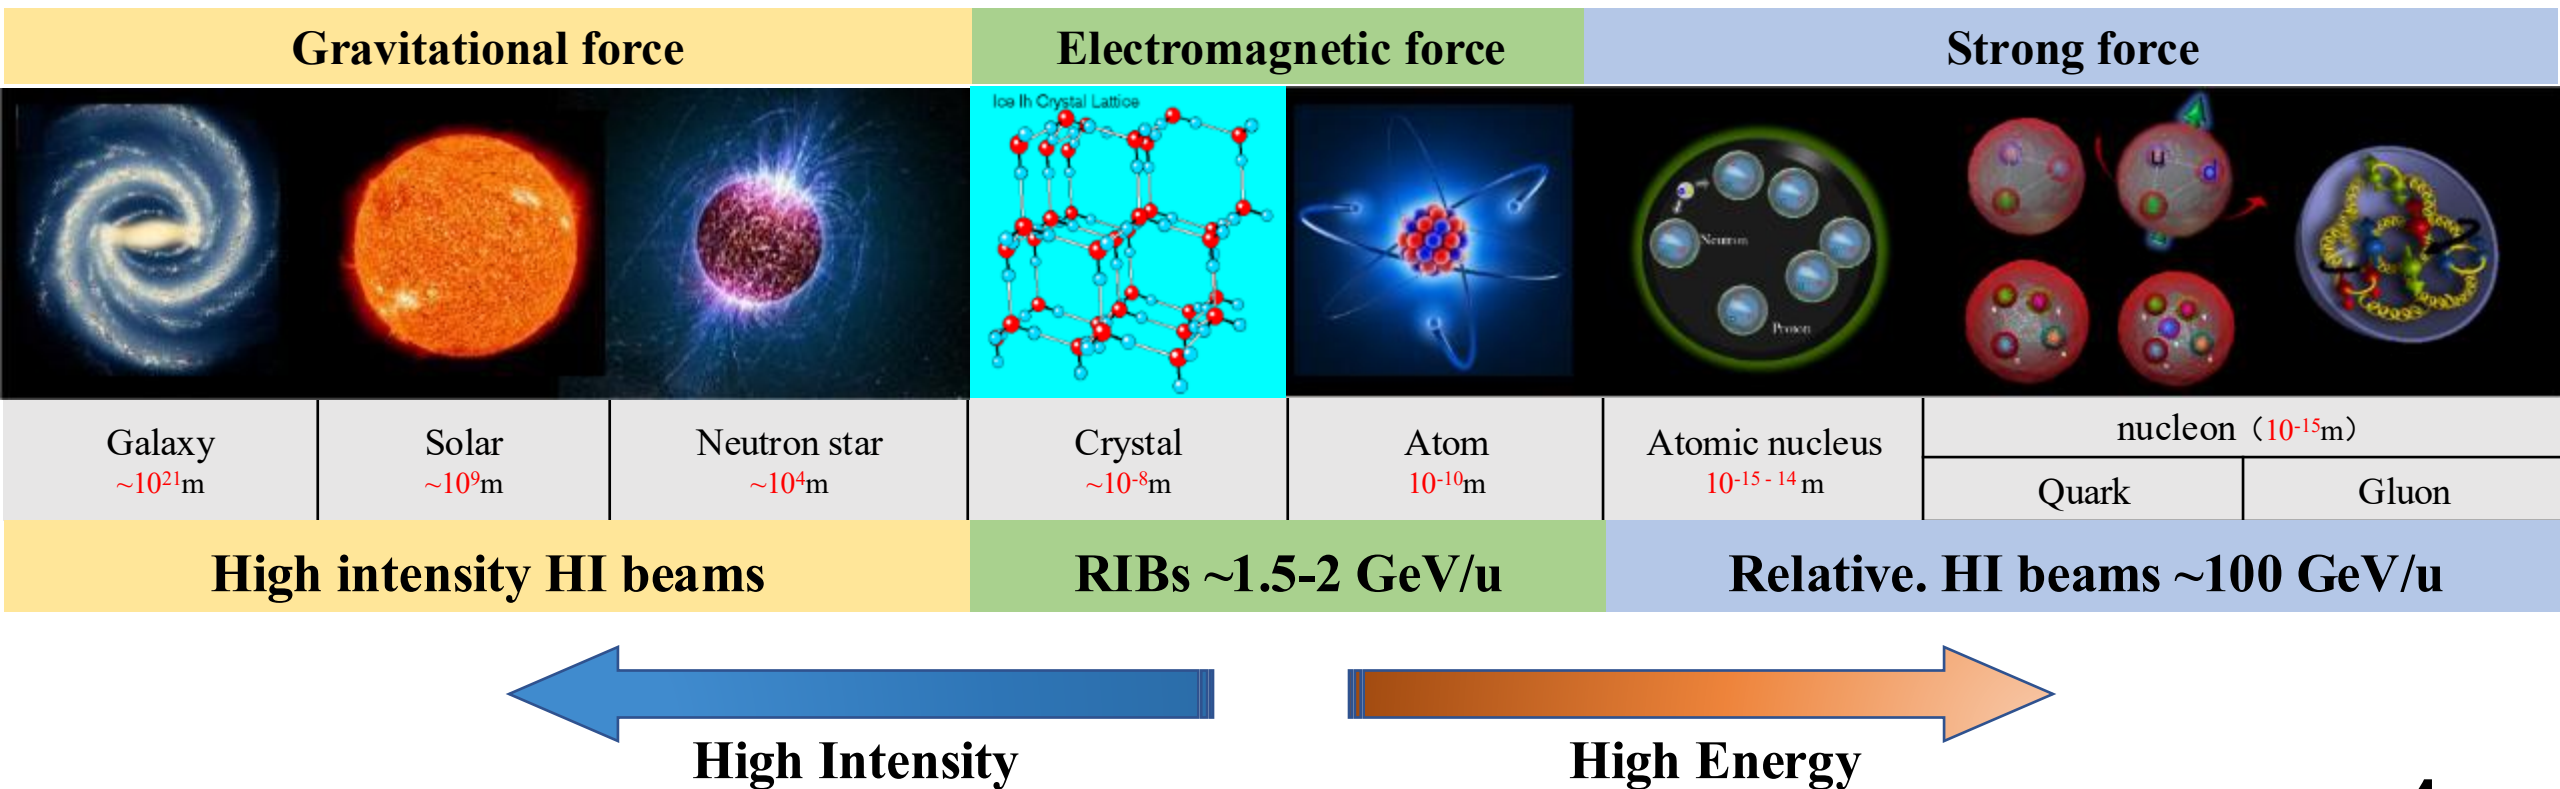 Gravitational force
Electromagnetic force
Strong force
Ice Ih Crystal Lattice
u
d
Neutron
Proton
Galaxy
~10²¹m
Solar
~10⁹m
Neutron star
~10⁴m
Crystal
~10⁻⁸m
Atom
10⁻¹⁰m
Atomic nucleus
10⁻¹⁵ ⁻ ¹⁴ m
nucleon（10⁻¹⁵m）
Quark
Gluon
High intensity HI beams
RIBs ~1.5-2 GeV/u
Relative. HI beams ~100 GeV/u
High Intensity
High Energy